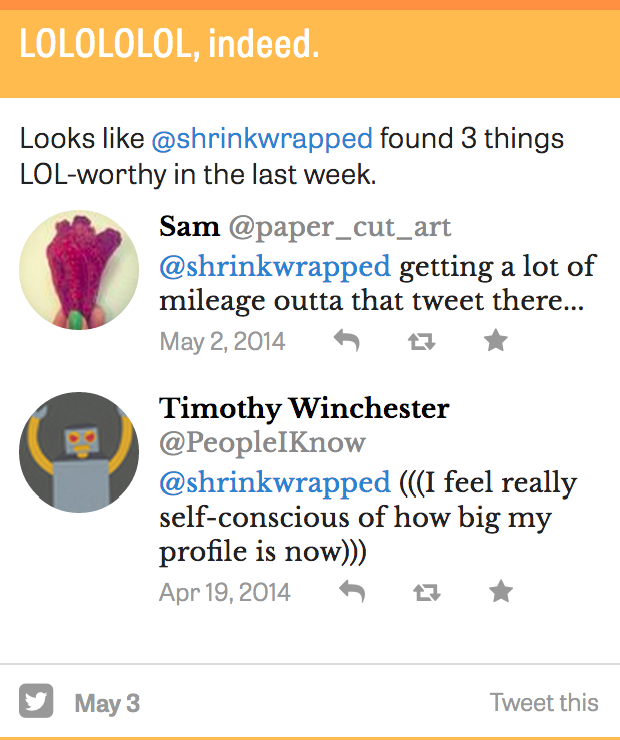 LOLOLOLOL, indeed.
Looks like @shrinkwrapped found 3 things
LOL-worthy in the last week.
Sam @paper_cut_art
@shrinkwrapped getting a lot of
mileage outta that tweet there...
May 2, 2014
Timothy Winchester
@PeopleIKnow
@shrinkwrapped (((I feel really
self-conscious of how big my
profile is now)))
Apr 19, 2014
May 3 Tweet this